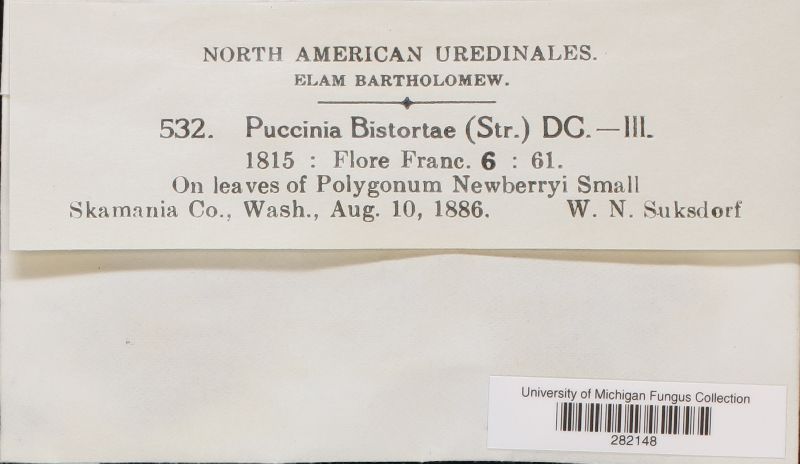 NORTH AMERICAN UREDINALES.
ELAM BARTHOLOMEW.
532. Puccinia Bistortae (Str.) DC.—III.
1815 : Flore Franc. 6 : 61.
On leaves of Polygonum Newberryi Small
Skamania Co., Wash., Aug. 10, 1886. W. N. Suksdorf
University of Michigan Fungus Collection
282148